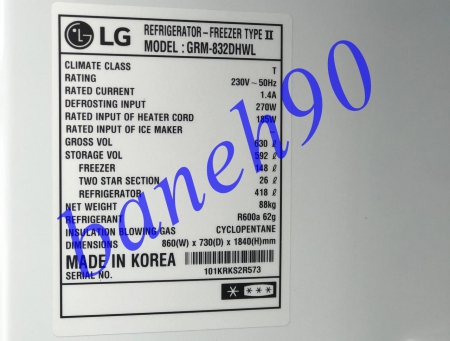 LG REFRIGERATOR-FREEZER TYPE II
MODEL : GRM-832DHWL
CLIMATE CLASS T
RATING 230V ~ 50Hz
RATED CURRENT 1.4A
DEFROSTING INPUT 270W
RATED INPUT OF HEATER CORD 185W
RATED INPUT OF ICE MAKER
GROSS VOL 630 ℓ
STORAGE VOL 592 ℓ
FREEZER 148 ℓ
TWO STAR SECTION 26 ℓ
REFRIGERATOR 418 ℓ
NET WEIGHT 88kg
REFRIGERANT R600a 62g
INSULATION BLOWING GAS CYCLOPENTANE
DIMENSIONS 860(W) x 730(D) x 1840(H)mm
MADE IN KOREA
SERIAL NO. 101KRKS2R573
baneh90